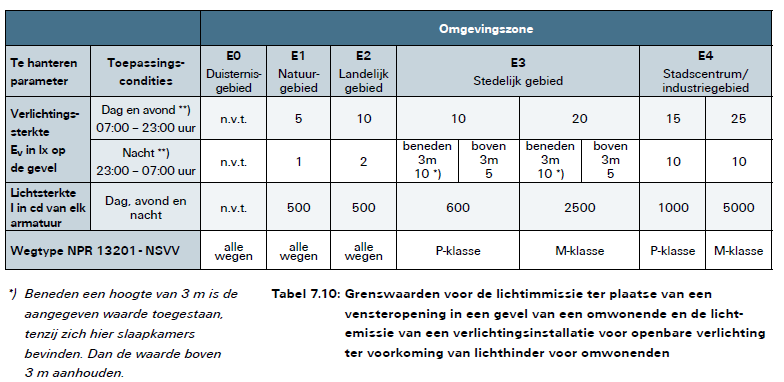 Omgevingszone
Te hanteren parameter Toepassings- condities E0 Duisternis- gebied E1 Natuur- gebied E2 Landelijk gebied E3 Stedelijk gebied E4 Stadscentrum/ industriegebied
Verlichtings- sterkte Ev in lx op de gevel
Dag en avond **) 07:00 – 23:00 uur n.v.t. 5 10 10 20 15 25
Nacht **) 23:00 – 07:00 uur n.v.t. 1 2 beneden 3m 10 *) boven 3m 5 beneden 3m 10 *) boven 3m 5 10 10
Lichtsterkte I in cd van elk armatuur Dag, avond en nacht n.v.t. 500 500 600 2500 1000 5000
Wegtype NPR 13201 - NSVV alle wegen alle wegen alle wegen P-klasse M-klasse P-klasse M-klasse
*) Beneden een hoogte van 3 m is de
aangegeven waarde toegestaan,
tenzij zich hier slaapkamers
bevinden. Dan de waarde boven
3 m aanhouden.
Tabel 7.10: Grenswaarden voor de lichtimmissie ter plaatse van een
vensteropening in een gevel van een omwonende en de licht-
emissie van een verlichtingsinstallatie voor openbare verlichting
ter voorkoming van lichthinder voor omwonenden